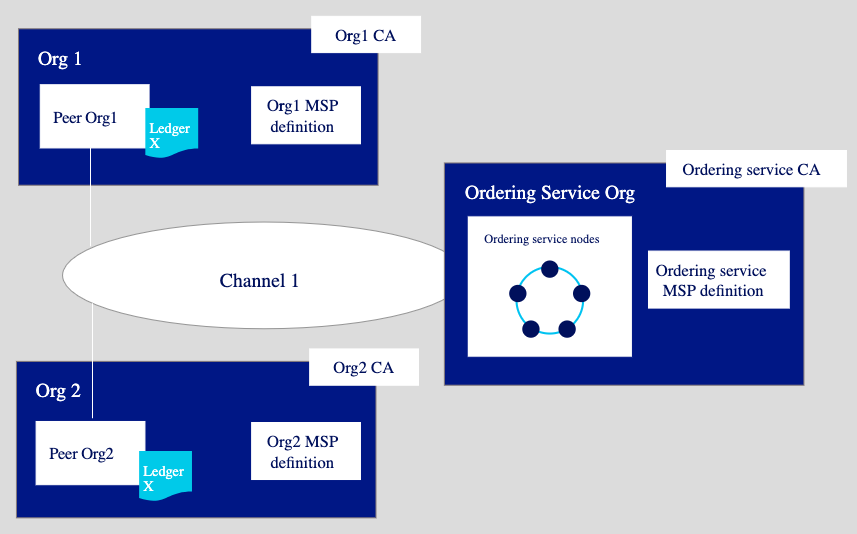 Org1 CA
Org 1
Peer Org1
Ledger
X
Org1 MSP
definition
Ordering service CA
Ordering Service Org
Ordering service nodes
Ordering service
MSP definition
Channel 1
Org2 CA
Org 2
Peer Org2
Ledger
X
Org2 MSP
definition